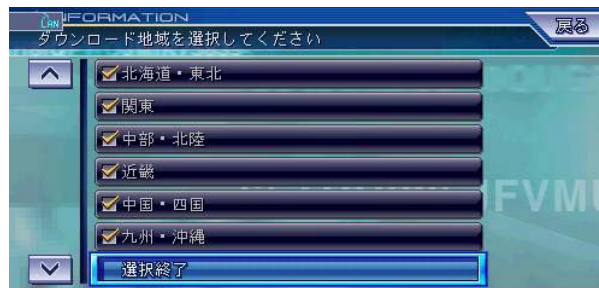 LAN
INFORMATION
戻る
ダウンロード地域を選択してください
北海道・東北
関東
中部・北陸
近畿
中国・四国
九州・沖縄
選択終了